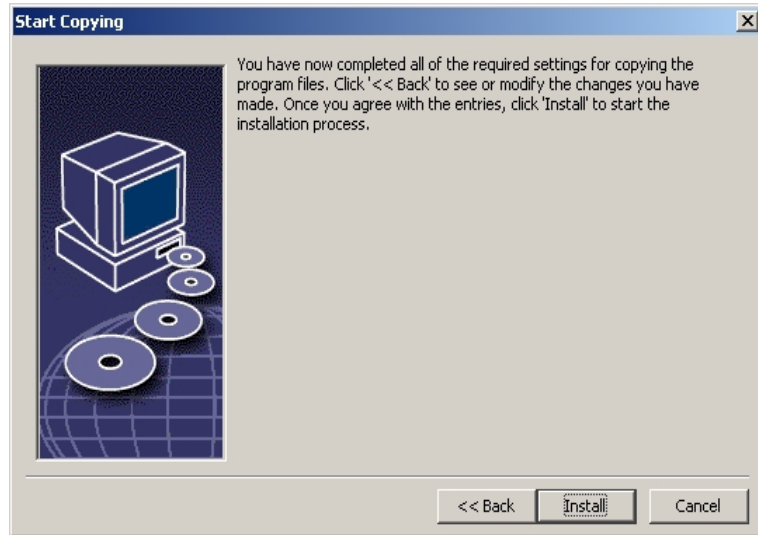 Start Copying
You have now completed all of the required settings for copying the
program files. Click '<< Back' to see or modify the changes you have
made. Once you agree with the entries, click 'Install' to start the
installation process.
<< Back Install Cancel